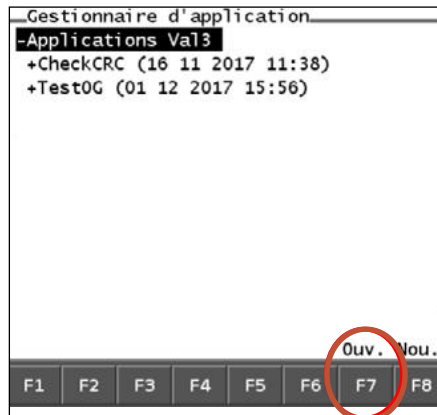 Gestionnaire d'application
-Applications Val3
+CheckCRC (16 11 2017 11:38)
+TestOG (01 12 2017 15:56)
Ouv. Nou.
F1 F2 F3 F4 F5 F6 F7 F8